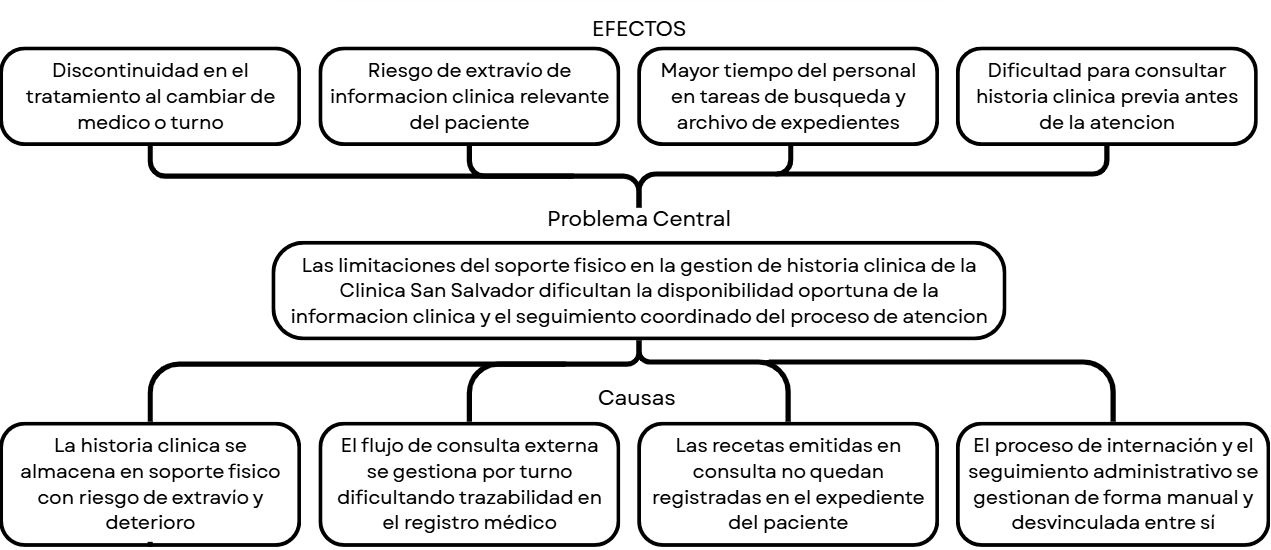 EFECTOS
Discontinuidad en el
tratamiento al cambiar de
medico o turno
Riesgo de extravío de
informacion clinica relevante
del paciente
Mayor tiempo del personal
en tareas de busqueda y
archivo de expedientes
Dificultad para consultar
historia clinica previa antes
de la atencion
Problema Central
Las limitaciones del soporte fisico en la gestion de historia clinica de la
Clinica San Salvador dificultan la disponibilidad oportuna de la
informacion clinica y el seguimiento coordinado del proceso de atencion
Causas
La historia clinica se
almacena en soporte fisico
con riesgo de extravío y
deterioro
El flujo de consulta externa
se gestiona por turno
dificultando trazabilidad en
el registro médico
Las recetas emitidas en
consulta no quedan
registradas en el expediente
del paciente
El proceso de internación y el
seguimiento administrativo se
gestionan de forma manual y
desvinculada entre sí